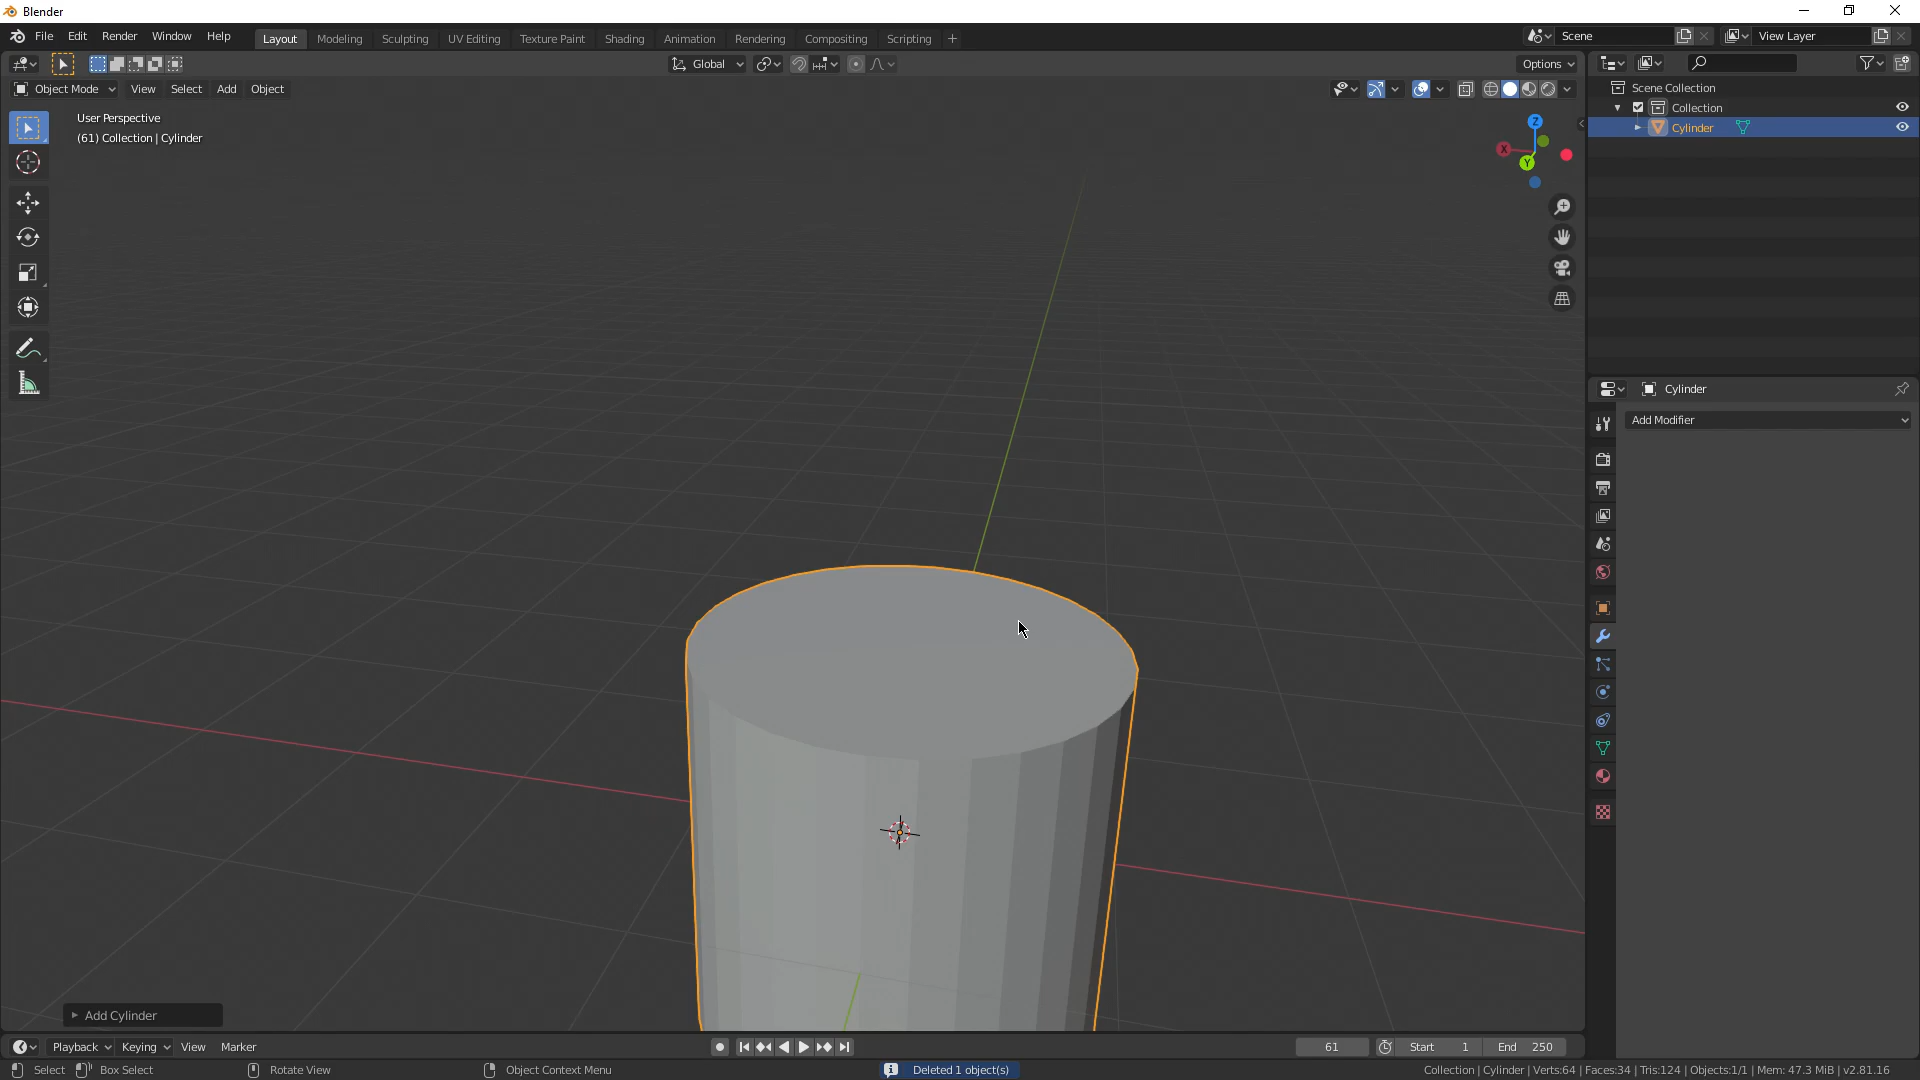 Blender
File Edit Render Window Help Layout Modeling Sculpting UV Editing Texture Paint Shading Animation Rendering Compositing Scripting + Scene View Layer
Global Options
Object Mode View Select Add Object
User Perspective
(61) Collection | Cylinder
Z
X
Y
Scene Collection
Collection
Cylinder
Cylinder
Add Modifier
Add Cylinder
Playback Keying View Marker 61 Start 1 End 250
Select Box Select Rotate View Object Context Menu Deleted 1 object(s) Collection | Cylinder | Verts:64 | Faces:34 | Tris:124 | Objects:1/1 | Mem: 47.3 MiB | v2.81.16